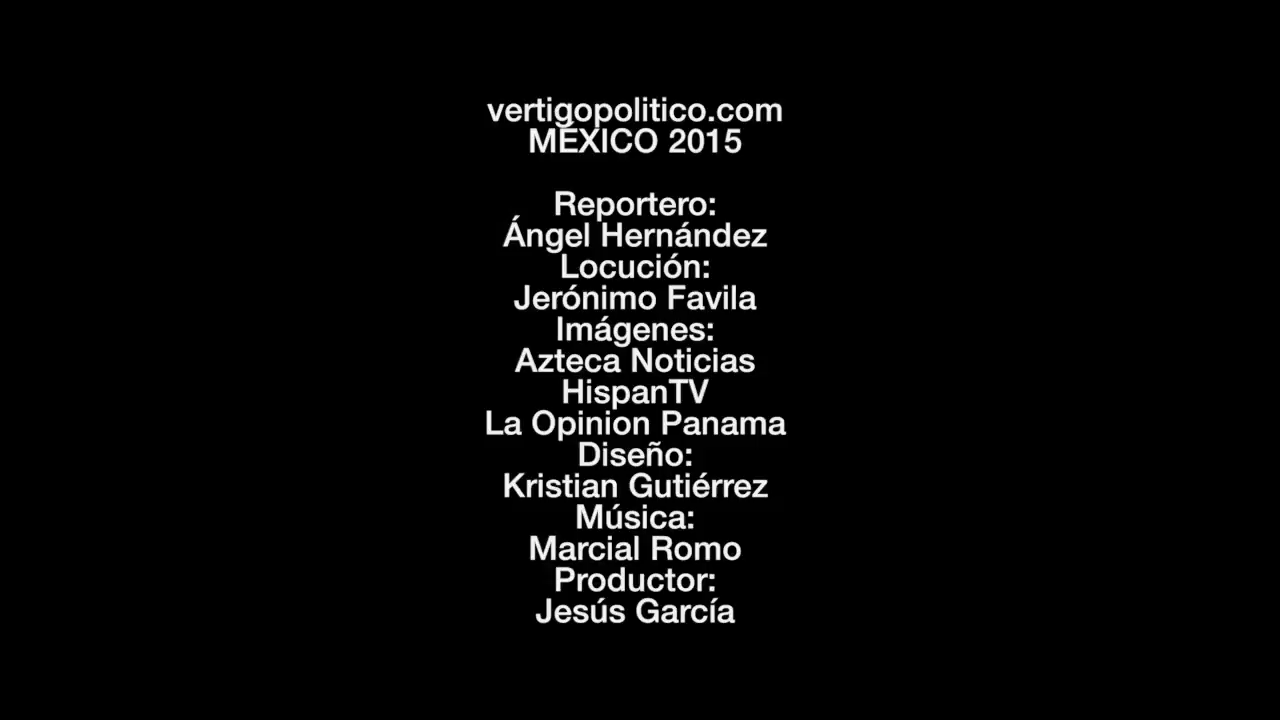 vertigopolitico.com
MÉXICO 2015
Reportero:
Ángel Hernández
Locución:
Jerónimo Favila
Imágenes:
Azteca Noticias
HispanTV
La Opinion Panama
Diseño:
Kristian Gutiérrez
Música:
Marcial Romo
Productor:
Jesús García